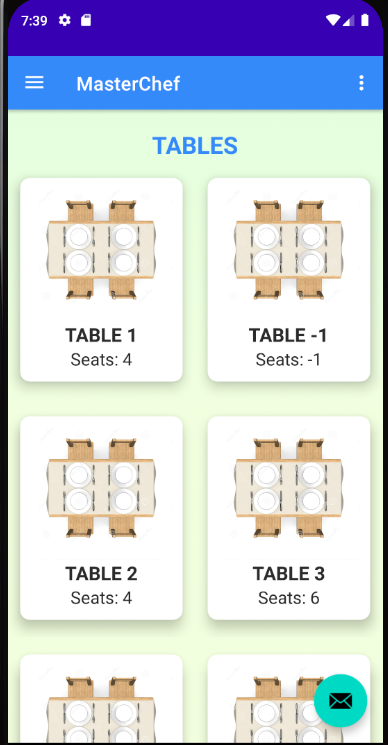 7:39
MasterChef
TABLES
TABLE 1
Seats: 4
TABLE -1
Seats: -1
TABLE 2
Seats: 4
TABLE 3
Seats: 6